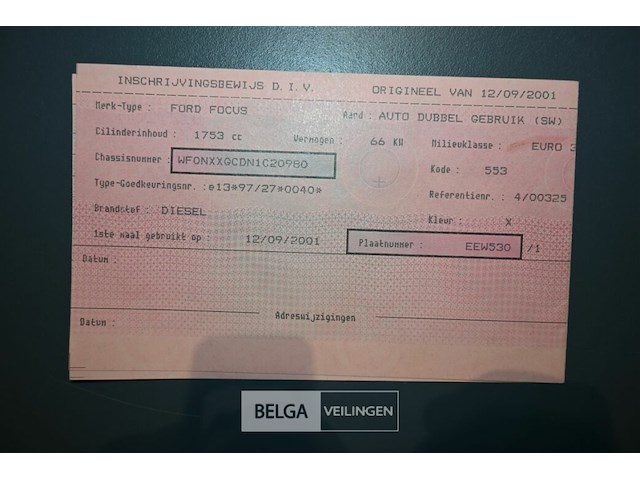 INSCHRIJVINGSBEWIJS D.I.V. ORIGINEEL VAN 12/09/2001
Merk-Type : FORD FOCUS Aard : AUTO DUBBEL GEBRUIK (SW)
Cilinderinhoud : 1753 cc Vermogen : 66 KW Milieuklasse : EURO 3
Chassisnummer : WF0NXXGCDN1C20980 Kode : 553
Type-Goedkeuringsnr. : e13*97/27*0040* Referentienr. : 4/00325
Brandstof : DIESEL Kleur : X
1ste maal gebruikt op : 12/09/2001 Plaatnummer : EEW530 /1
Datum :
Adreswijzigingen
Datum :
BELGA VEILINGEN